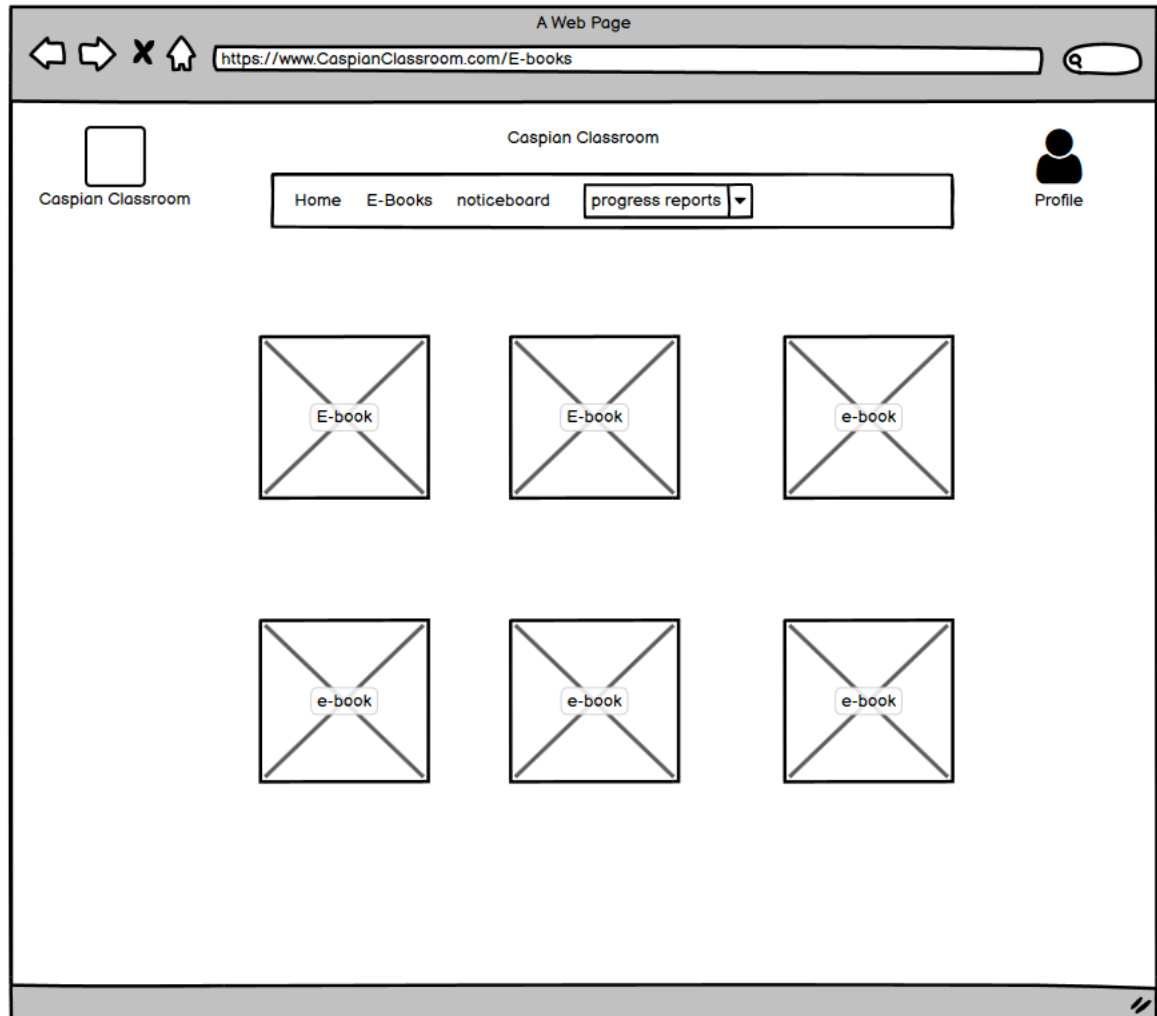 A Web Page
https://www.CaspianClassroom.com/E-books
Caspian Classroom
Caspian Classroom
Profile
Home E-Books noticeboard progress reports
E-book E-book e-book
e-book e-book e-book